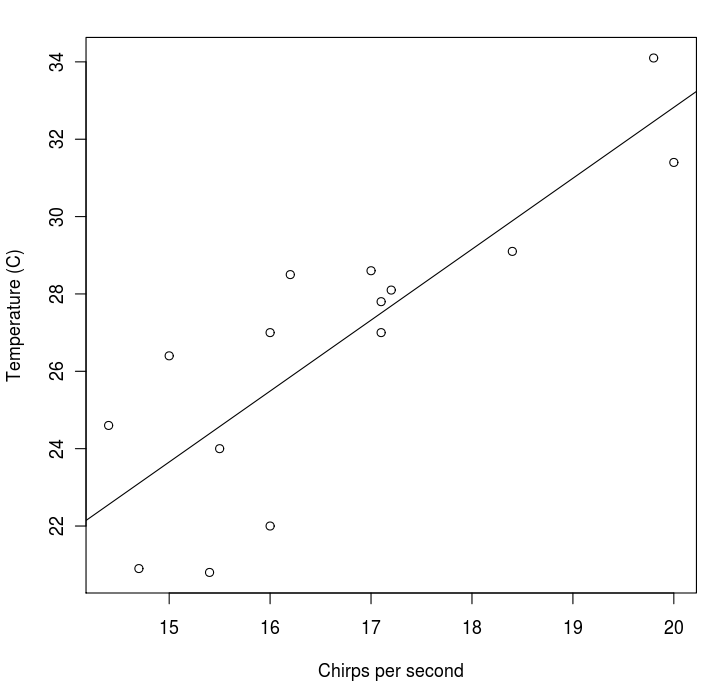 Temperature (C)
34
32
30
28
26
24
22
15 16 17 18 19 20
Chirps per second